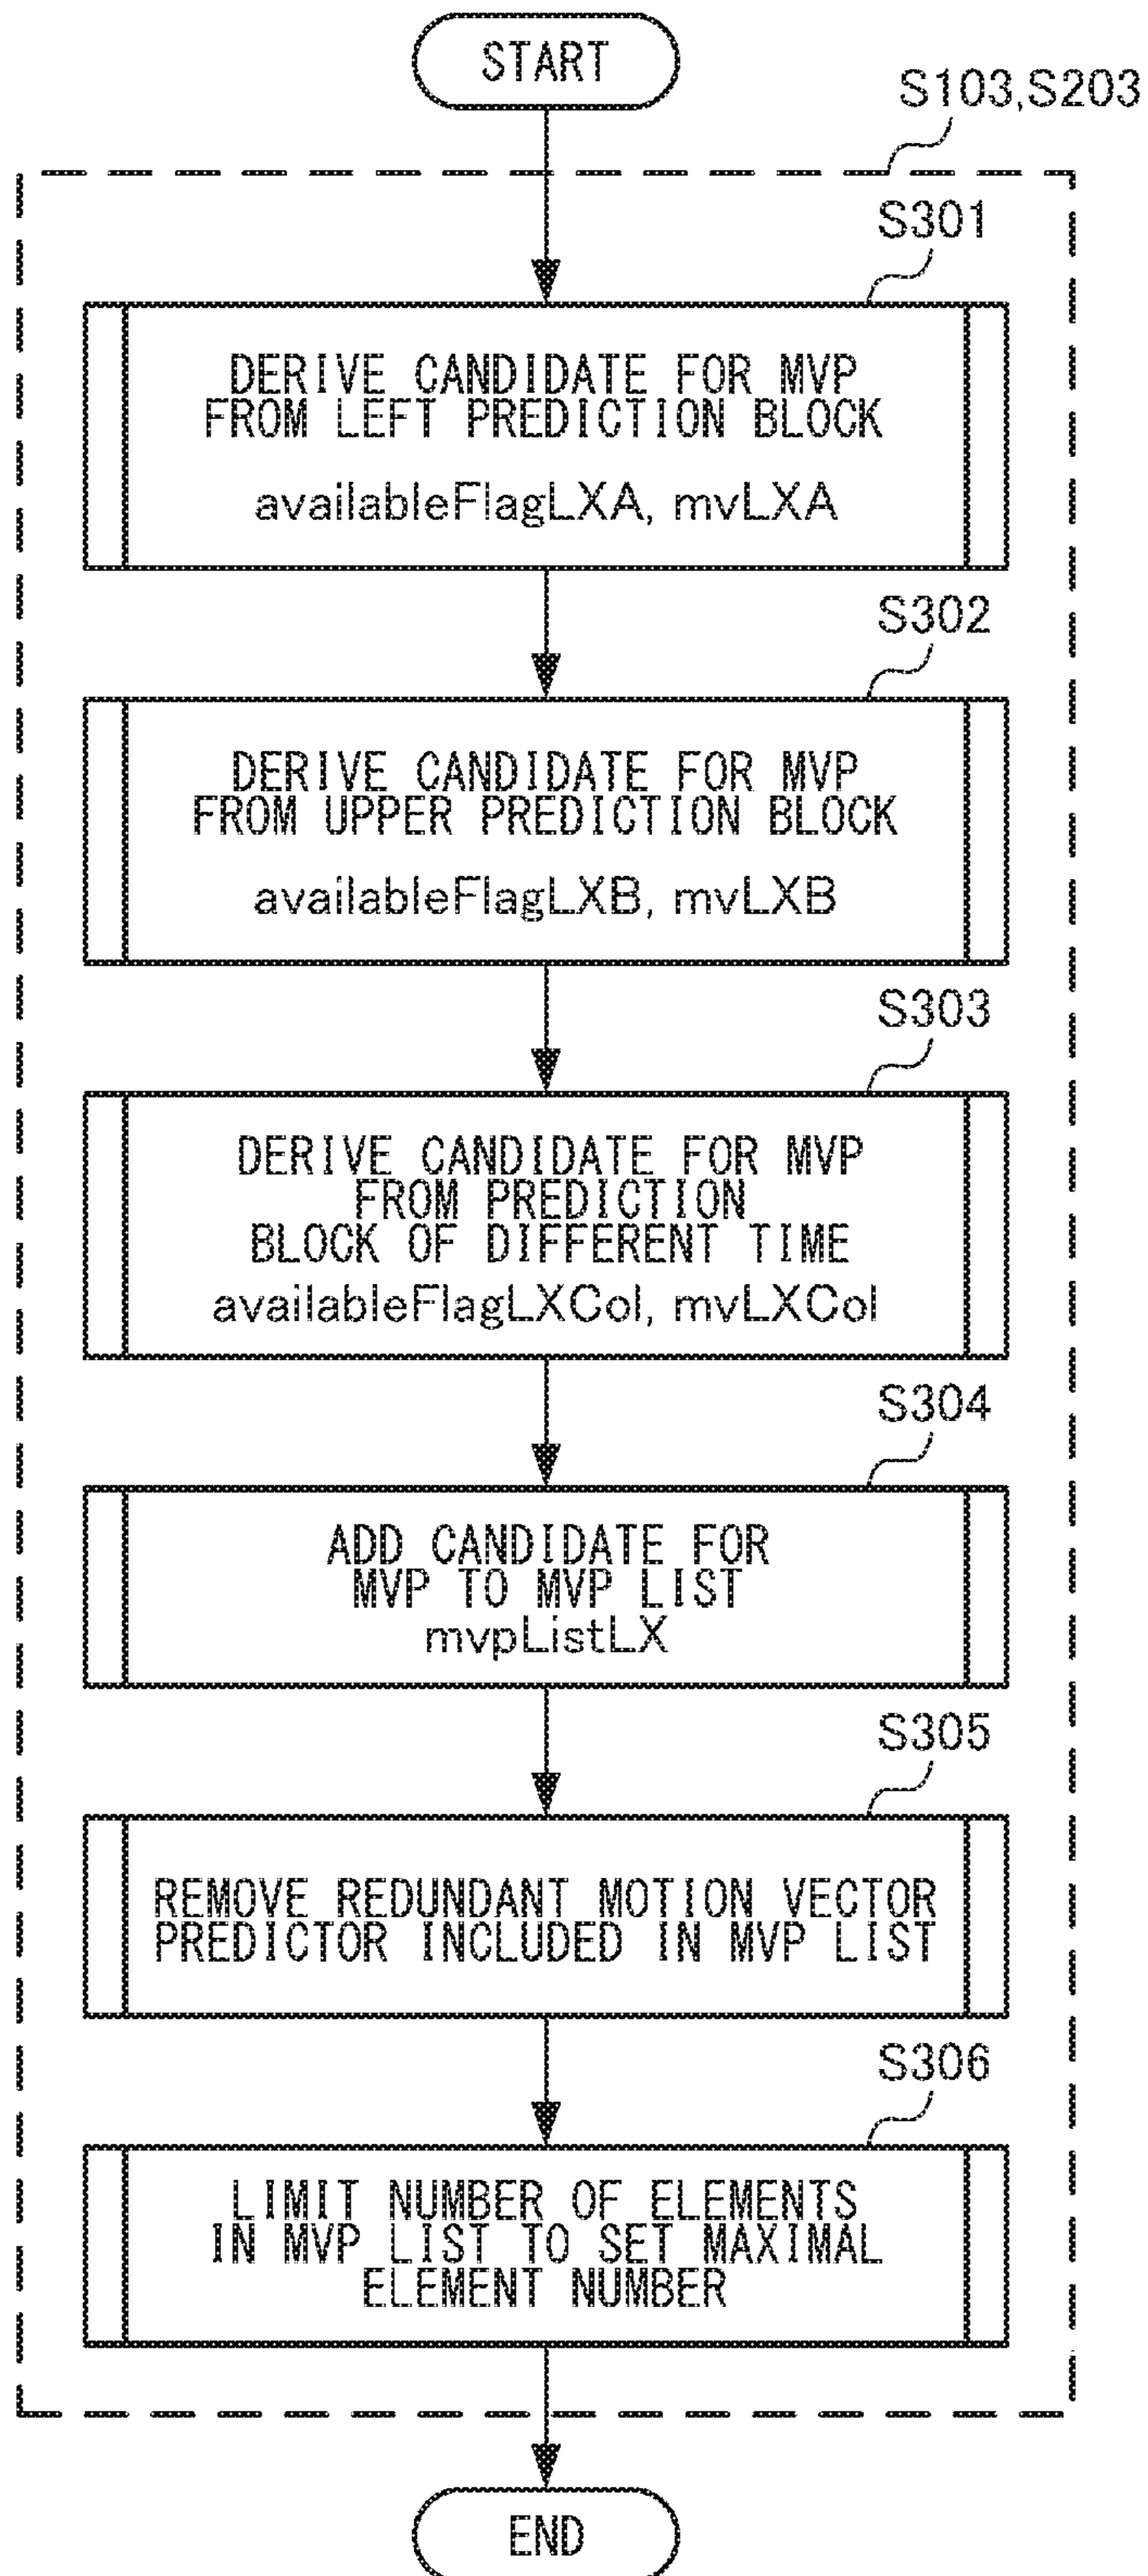 START
S103,S203
S301
DERIVE CANDIDATE FOR MVP
FROM LEFT PREDICTION BLOCK
availableFlagLXA, mvLXA
S302
DERIVE CANDIDATE FOR MVP
FROM UPPER PREDICTION BLOCK
availableFlagLXB, mvLXB
S303
DERIVE CANDIDATE FOR MVP
FROM PREDICTION
BLOCK OF DIFFERENT TIME
availableFlagLXCol, mvLXCol
S304
ADD CANDIDATE FOR
MVP TO MVP LIST
mvpListLX
S305
REMOVE REDUNDANT MOTION VECTOR
PREDICTOR INCLUDED IN MVP LIST
S306
LIMIT NUMBER OF ELEMENTS
IN MVP LIST TO SET MAXIMAL
ELEMENT NUMBER
END